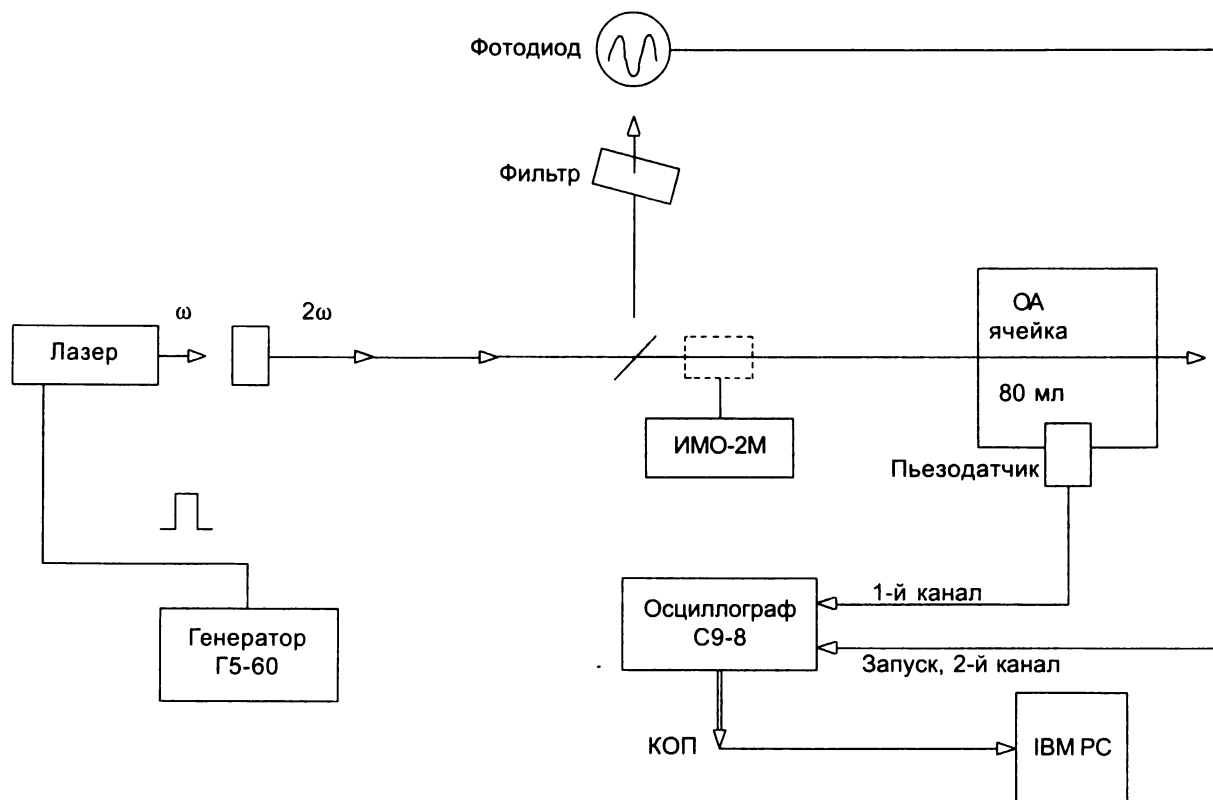 Фотодиод
Фильтр
ω
2ω
Лазер
ОА
ячейка
80 мл
ИМО-2М
Пьезодатчик
1-й канал
Осциллограф
С9-8
Генератор
Г5-60
Запуск, 2-й канал
КОП
IBM PC